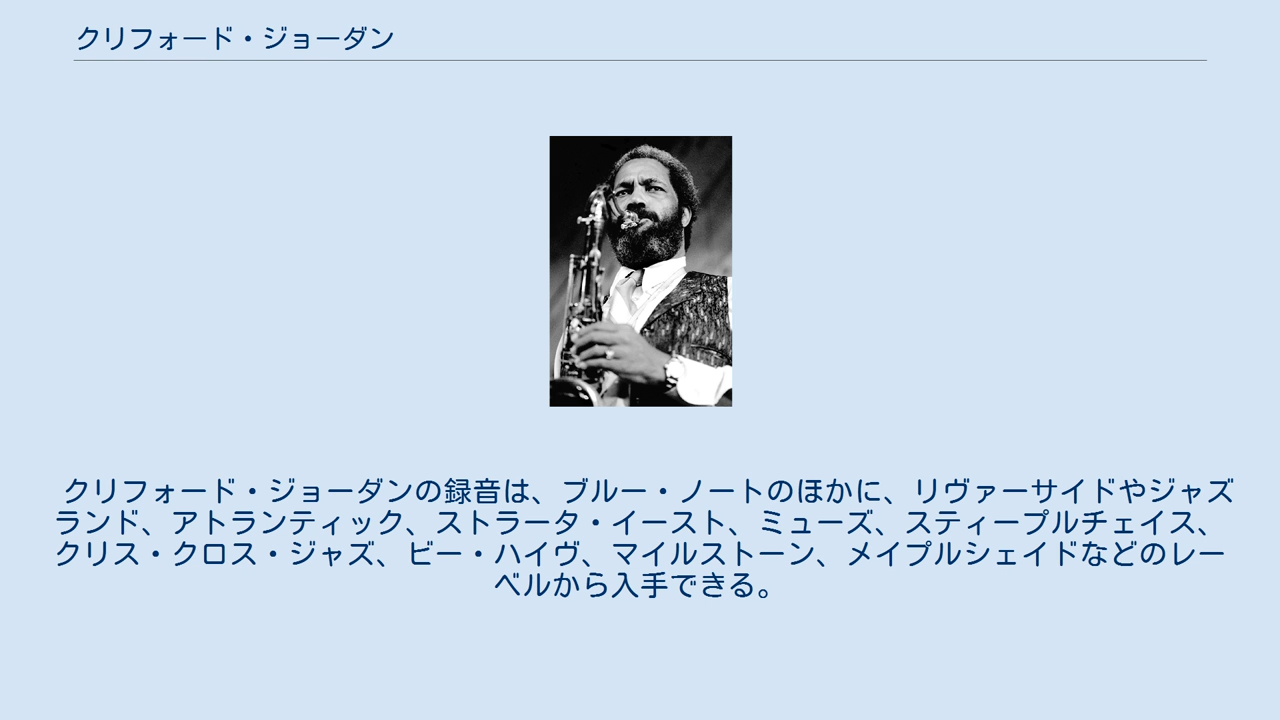 クリフォード・ジョーダン
クリフォード・ジョーダンの録音は、ブルー・ノートのほかに、リヴァーサイドやジャズ
ランド、アトランティック、ストラータ・イースト、ミューズ、スティープルチェイス、
クリス・クロス・ジャズ、ビー・ハイヴ、マイルストーン、メイプルシェイドなどのレー
ベルから入手できる。